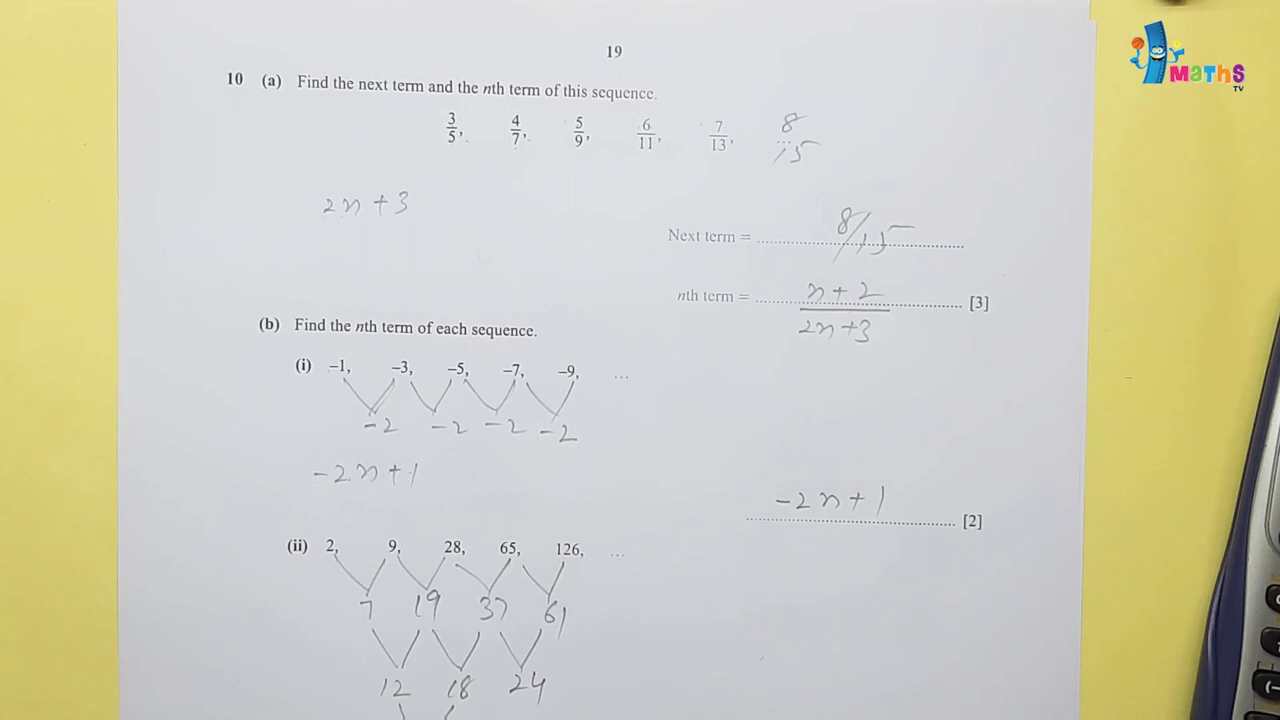 19
10 (a) Find the next term and the nth term of this sequence.
3/5, 4/7, 5/9, 6/11, 7/13, ... 8/15
2n + 3
Next term = 8/15
nth term = n + 2 / 2n + 3 [3]
(b) Find the nth term of each sequence.
(i) –1, –3, –5, –7, –9, ...
-2 -2 -2 -2
-2n + 1
-2n + 1 [2]
(ii) 2, 9, 28, 65, 126, ...
7 19 37 61
12 18 24
MATHS
TV